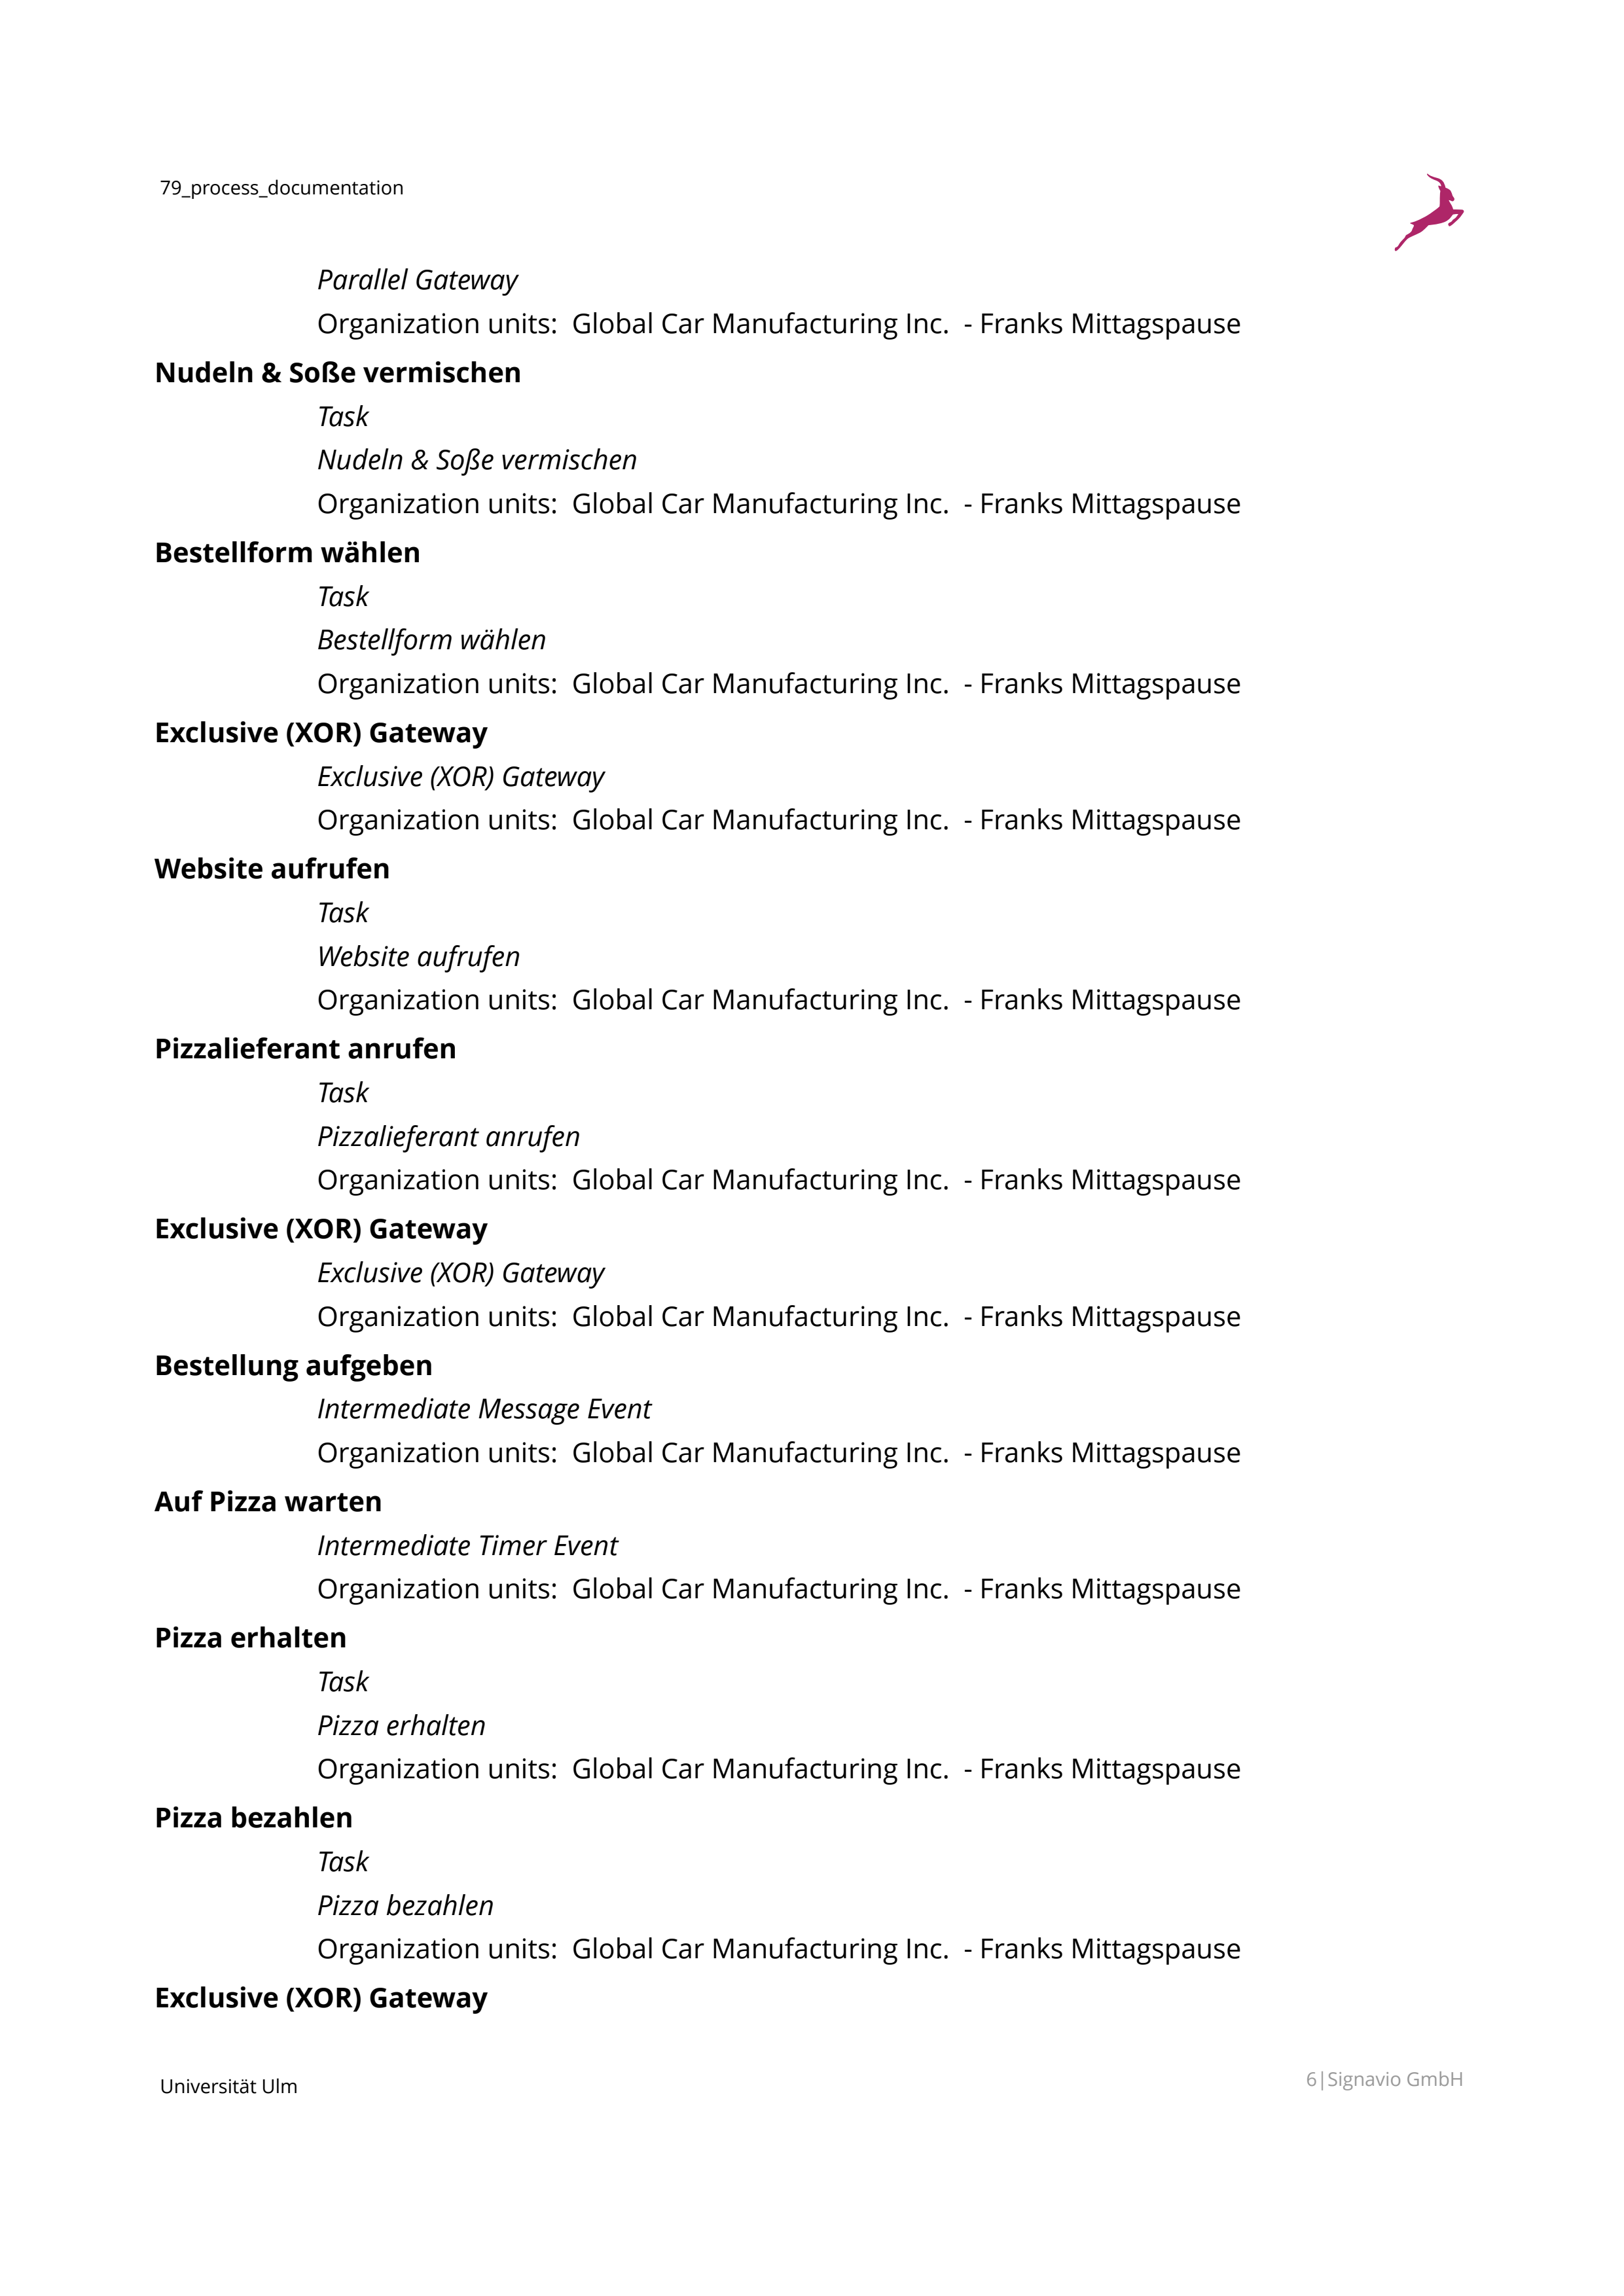 79_process_documentation
Parallel Gateway
Organization units:  Global Car Manufacturing Inc.  - Franks Mittagspause
Nudeln & Soße vermischen
Task
Nudeln & Soße vermischen
Organization units:  Global Car Manufacturing Inc.  - Franks Mittagspause
Bestellform wählen
Task
Bestellform wählen
Organization units:  Global Car Manufacturing Inc.  - Franks Mittagspause
Exclusive (XOR) Gateway
Exclusive (XOR) Gateway
Organization units:  Global Car Manufacturing Inc.  - Franks Mittagspause
Website aufrufen
Task
Website aufrufen
Organization units:  Global Car Manufacturing Inc.  - Franks Mittagspause
Pizzalieferant anrufen
Task
Pizzalieferant anrufen
Organization units:  Global Car Manufacturing Inc.  - Franks Mittagspause
Exclusive (XOR) Gateway
Exclusive (XOR) Gateway
Organization units:  Global Car Manufacturing Inc.  - Franks Mittagspause
Bestellung aufgeben
Intermediate Message Event
Organization units:  Global Car Manufacturing Inc.  - Franks Mittagspause
Auf Pizza warten
Intermediate Timer Event
Organization units:  Global Car Manufacturing Inc.  - Franks Mittagspause
Pizza erhalten
Task
Pizza erhalten
Organization units:  Global Car Manufacturing Inc.  - Franks Mittagspause
Pizza bezahlen
Task
Pizza bezahlen
Organization units:  Global Car Manufacturing Inc.  - Franks Mittagspause
Exclusive (XOR) Gateway
Universität Ulm
6|Signavio GmbH